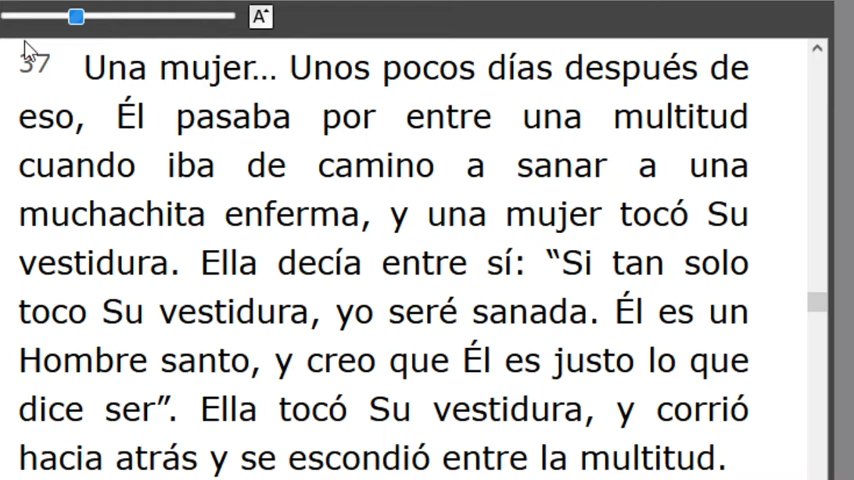 A
37 Una mujer... Unos pocos días después de
eso, Él pasaba por entre una multitud
cuando iba de camino a sanar a una
muchachita enferma, y una mujer tocó Su
vestidura. Ella decía entre sí: “Si tan solo
toco Su vestidura, yo seré sanada. Él es un
Hombre santo, y creo que Él es justo lo que
dice ser”. Ella tocó Su vestidura, y corrió
hacia atrás y se escondió entre la multitud.